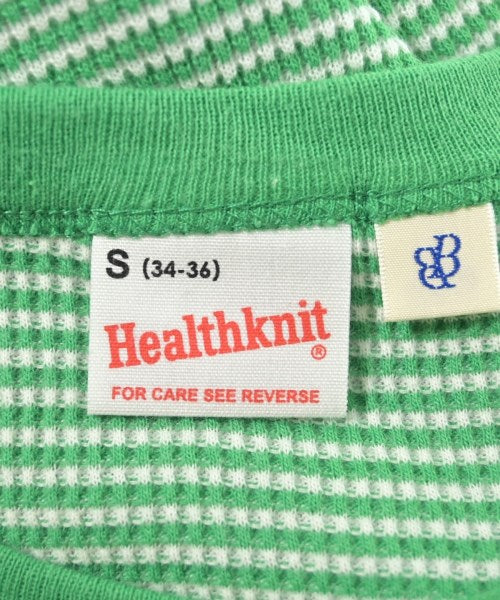 S (34-36)
Healthknit®
FOR CARE SEE REVERSE